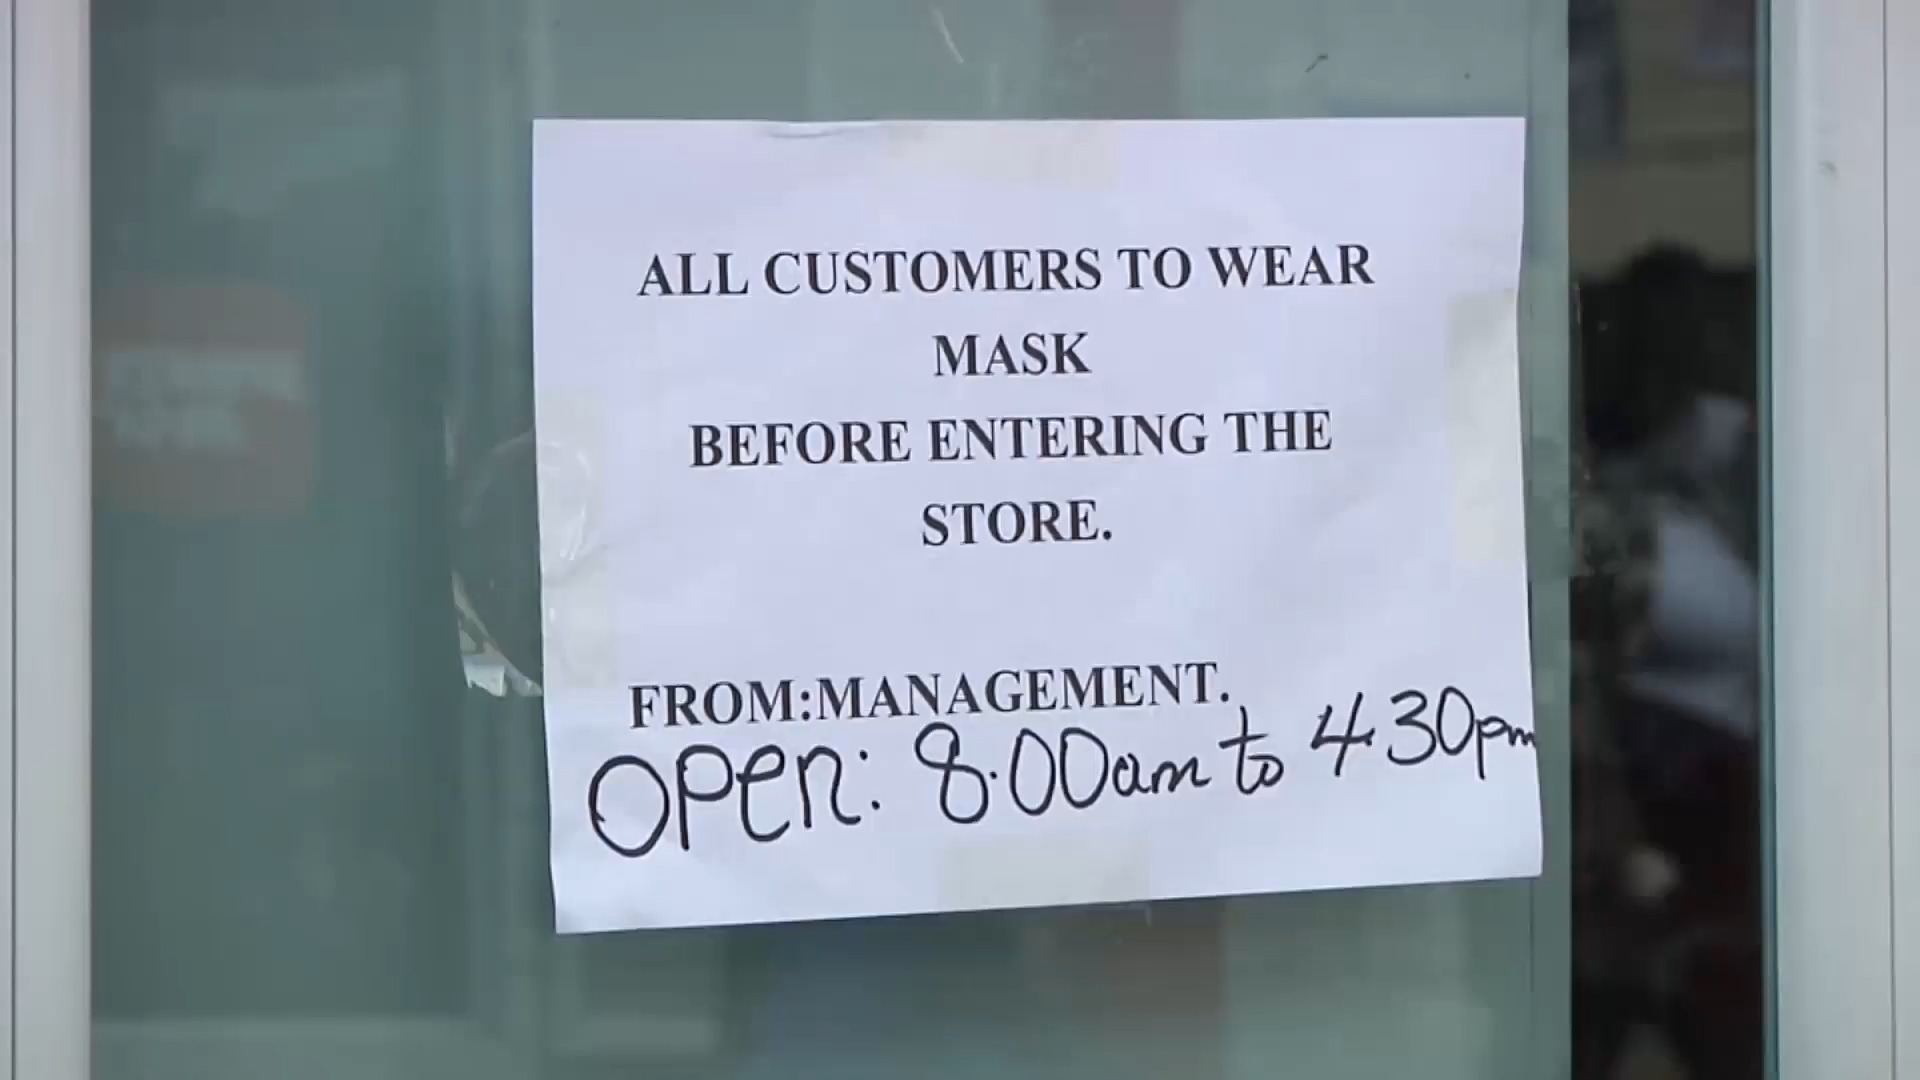 ALL CUSTOMERS TO WEAR
MASK
BEFORE ENTERING THE
STORE.
FROM:MANAGEMENT.
OPEN: 8.00am to 4.30pm